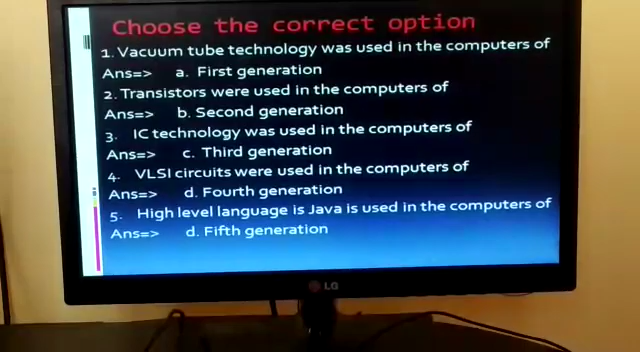 Choose the correct option
1. Vacuum tube technology was used in the computers of
Ans=> a. First generation
2. Transistors were used in the computers of
Ans=> b. Second generation
3. IC technology was used in the computers of
Ans=> c. Third generation
4. VLSI circuits were used in the computers of
Ans=> d. Fourth generation
5. High level language is Java is used in the computers of
Ans=> d. Fifth generation
LG